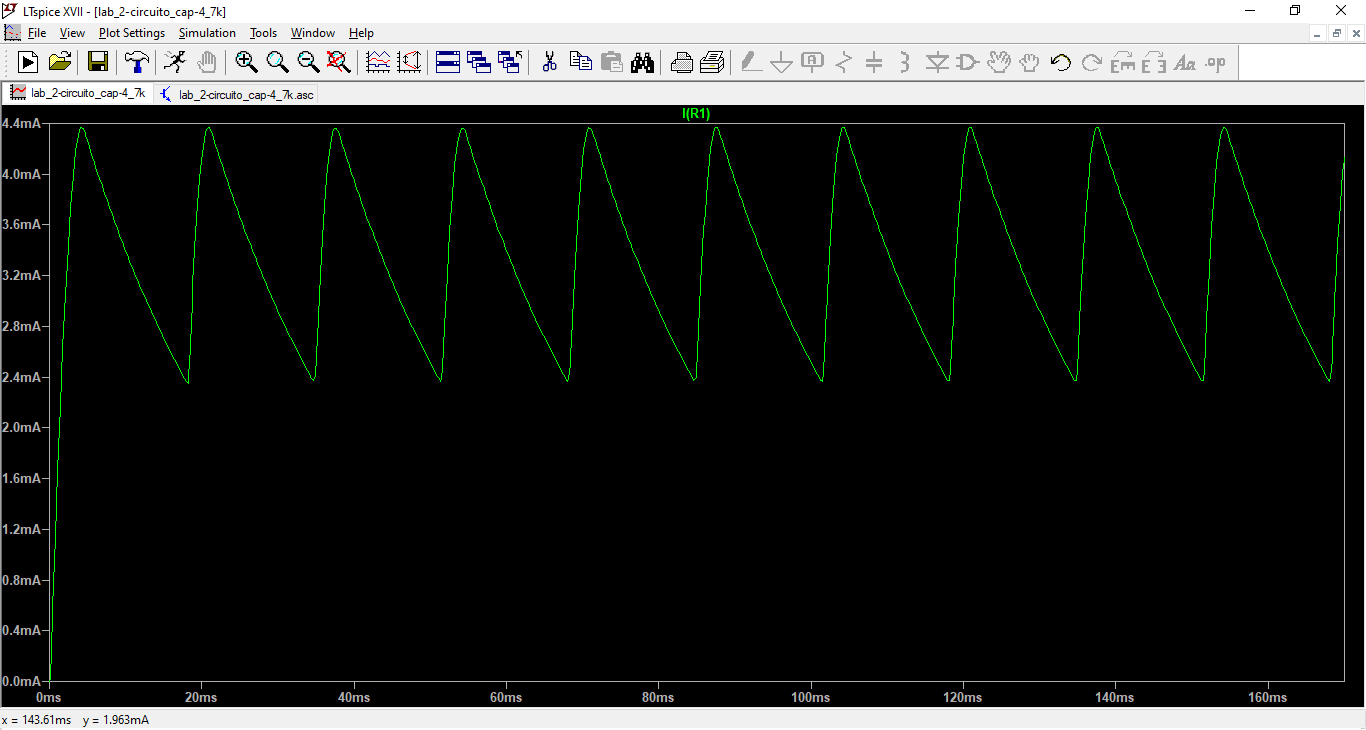 LTspice XVII - [lab_2-circuito_cap-4_7k]
File View Plot Settings Simulation Tools Window Help
lab_2-circuito_cap-4_7k lab_2-circuito_cap-4_7k.asc
I(R1)
4.4mA
4.0mA
3.6mA
3.2mA
2.8mA
2.4mA
2.0mA
1.6mA
1.2mA
0.8mA
0.4mA
0.0mA
0ms 20ms 40ms 60ms 80ms 100ms 120ms 140ms 160ms
x = 143.61ms y = 1.963mA